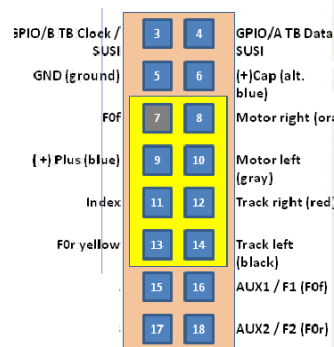 GPIO/B TB Clock / 3 4 GPIO/A TB Data
SUSI SUSI
GND (ground) 5 6 (+)Cap (alt.
blue)
F0f 7 8 Motor right (ora
(+) Plus (blue) 9 10 Motor left
(gray)
Index 11 12 Track right (red)
F0r yellow 13 14 Track left
(black)
15 16 AUX1 / F1 (F0f)
17 18 AUX2 / F2 (F0r)